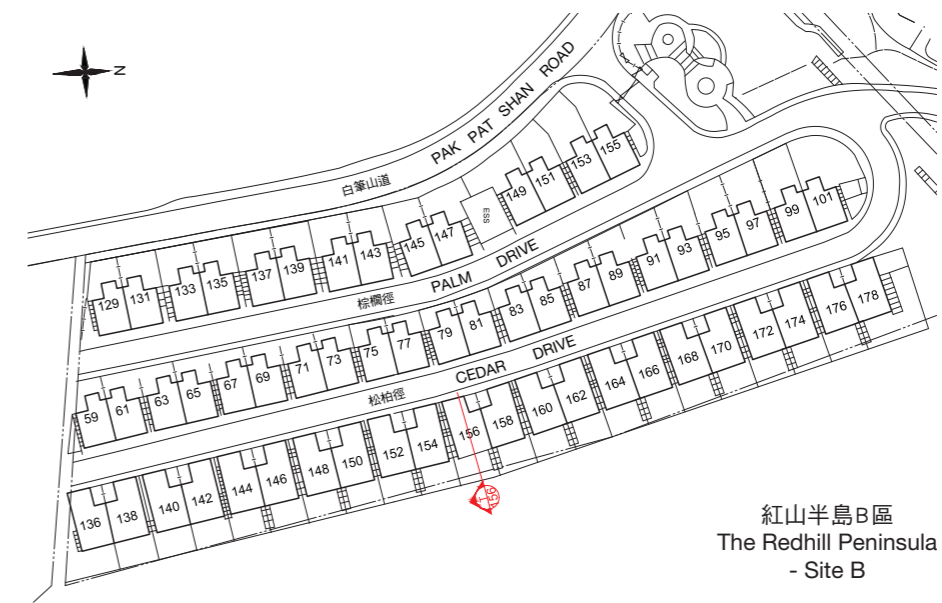 N
PAK PAT SHAN ROAD
白筆山道
129 131 133 135 137 139 141 143 145 147 ESS 149 151 153 155
PALM DRIVE
棕櫚徑
59 61 63 65 67 69 71 73 75 77 79 81 83 85 87 89 91 93 95 97 99 101
CEDAR DRIVE
松柏徑
136 138 140 142 144 146 148 150 152 154 156 158 160 162 164 166 168 170 172 174 176 178
156
紅山半島B區
The Redhill Peninsula
- Site B